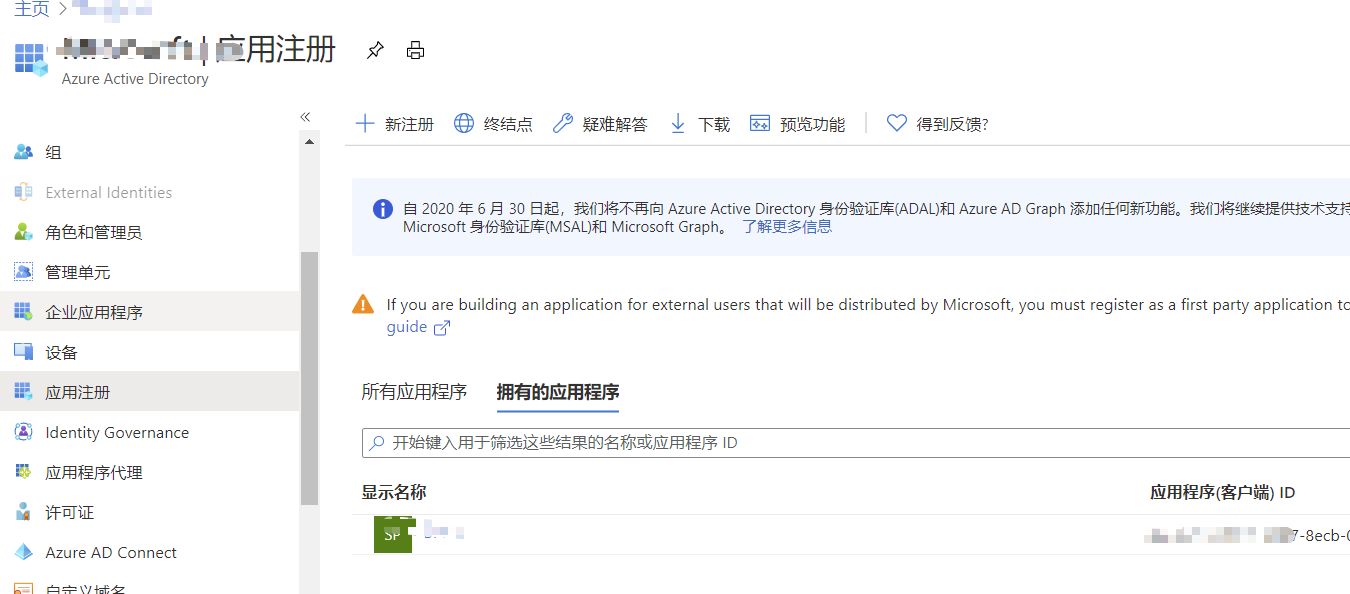 主页
应用注册
Azure Active Directory
组
External Identities
角色和管理员
管理单元
企业应用程序
设备
应用注册
Identity Governance
应用程序代理
许可证
Azure AD Connect
自定义域名
新注册 终结点 疑难解答 下载 预览功能 得到反馈?
自 2020 年 6 月 30 日起，我们将不再向 Azure Active Directory 身份验证库(ADAL)和 Azure AD Graph 添加任何新功能。我们将继续提供技术支持
Microsoft 身份验证库(MSAL)和 Microsoft Graph。 了解更多信息
If you are building an application for external users that will be distributed by Microsoft, you must register as a first party application to
guide
所有应用程序 拥有的应用程序
开始键入用于筛选这些结果的名称或应用程序 ID
显示名称 应用程序(客户端) ID
SP 7-8ecb-0